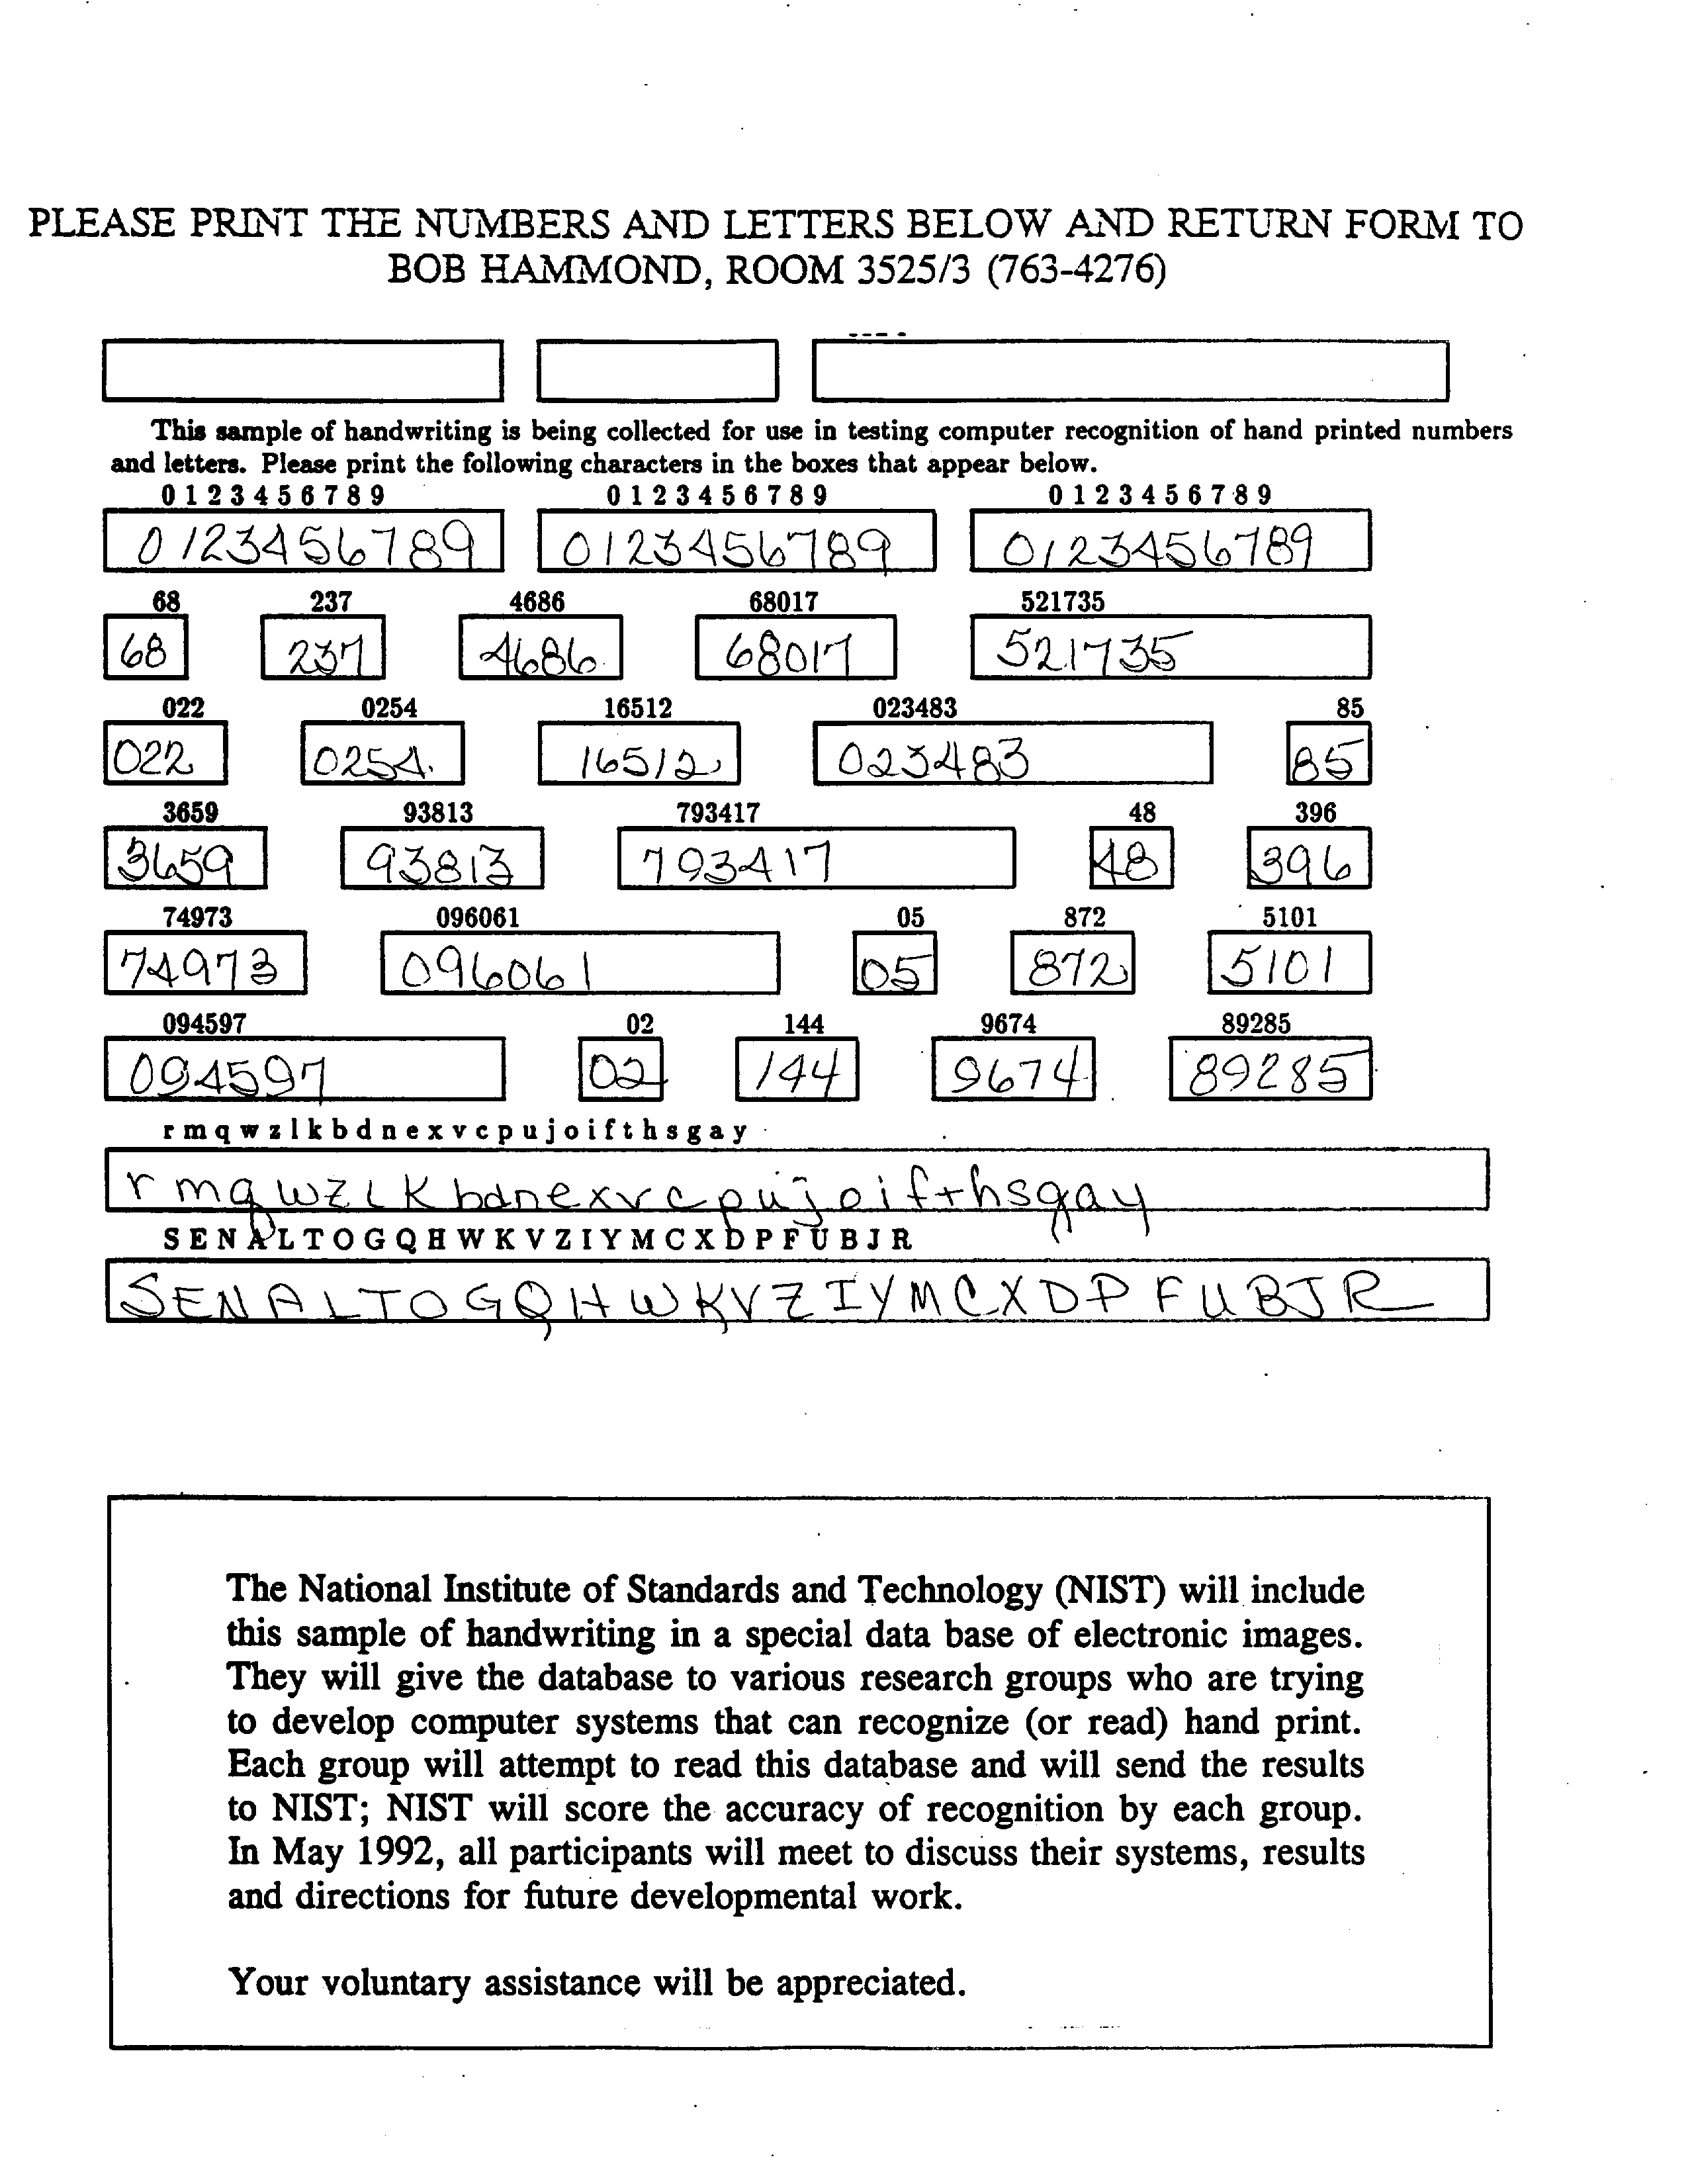 PLEASE PRINT THE NUMBERS AND LETTERS BELOW AND RETURN FORM TO
BOB HAMMOND, ROOM 3525/3 (763-4276)
This sample of handwriting is being collected for use in testing computer recognition of hand printed numbers
and letters. Please print the following characters in the boxes that appear below.
0 1 2 3 4 5 6 7 8 9 0 1 2 3 4 5 6 7 8 9 0 1 2 3 4 5 6 7 8 9
0123456789 0123456789 0123456789
68 237 4686 68017 521735
68 237 4686 68017 521735
022 0254 16512 023483 85
022 0254 16512 023483 85
3659 93813 793417 48 396
3659 93813 793417 48 396
74973 096061 05 872 5101
74973 096061 05 872 5101
094597 02 144 9674 89285
094597 02 144 9674 89285
r m q w z l k b d n e x v c p u j o i f t h s g a y
r m q w z l k b d n e x v c p u j o i f t h s g a y
S E N A L T O G Q H W K V Z I Y M C X D P F U B J R
S E N A L T O G Q H W K V Z I Y M C X D P F U B J R
The National Institute of Standards and Technology (NIST) will include
this sample of handwriting in a special data base of electronic images.
They will give the database to various research groups who are trying
to develop computer systems that can recognize (or read) hand print.
Each group will attempt to read this database and will send the results
to NIST; NIST will score the accuracy of recognition by each group.
In May 1992, all participants will meet to discuss their systems, results
and directions for future developmental work.
Your voluntary assistance will be appreciated.